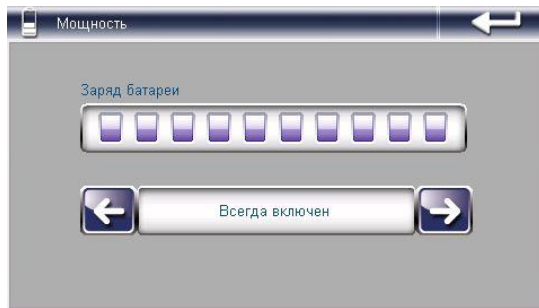 Мощность
Заряд батареи
Всегда включен